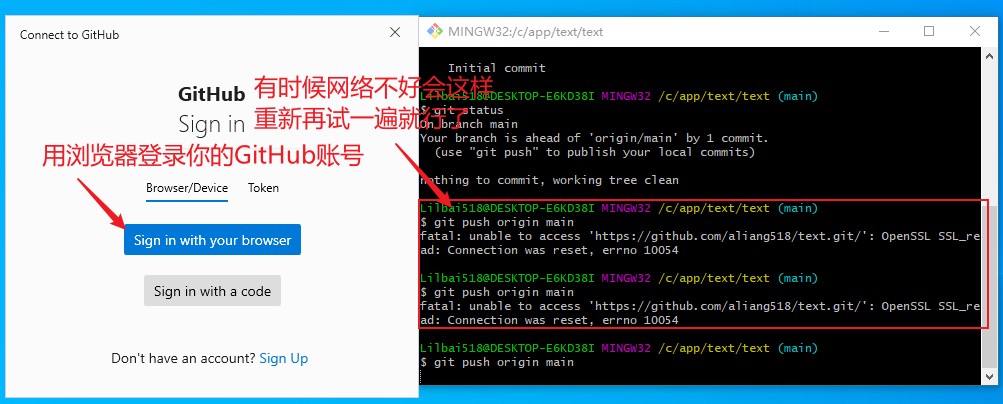 Connect to GitHub
GitHub
Sign in
用浏览器登录你的GitHub账号
Browser/Device Token
Sign in with your browser
Sign in with a code
Don't have an account? Sign Up
有时候网络不好会这样
重新再试一遍就行了
MINGW32:/c/app/text/text
Initial commit
Lilbai518@DESKTOP-E6KD38I MINGW32 /c/app/text/text (main)
$ git status
On branch main
Your branch is ahead of 'origin/main' by 1 commit.
(use "git push" to publish your local commits)
nothing to commit, working tree clean
Lilbai518@DESKTOP-E6KD38I MINGW32 /c/app/text/text (main)
$ git push origin main
fatal: unable to access 'https://github.com/aliang518/text.git/': OpenSSL SSL_re
ad: Connection was reset, errno 10054
Lilbai518@DESKTOP-E6KD38I MINGW32 /c/app/text/text (main)
$ git push origin main
fatal: unable to access 'https://github.com/aliang518/text.git/': OpenSSL SSL_re
ad: Connection was reset, errno 10054
Lilbai518@DESKTOP-E6KD38I MINGW32 /c/app/text/text (main)
$ git push origin main